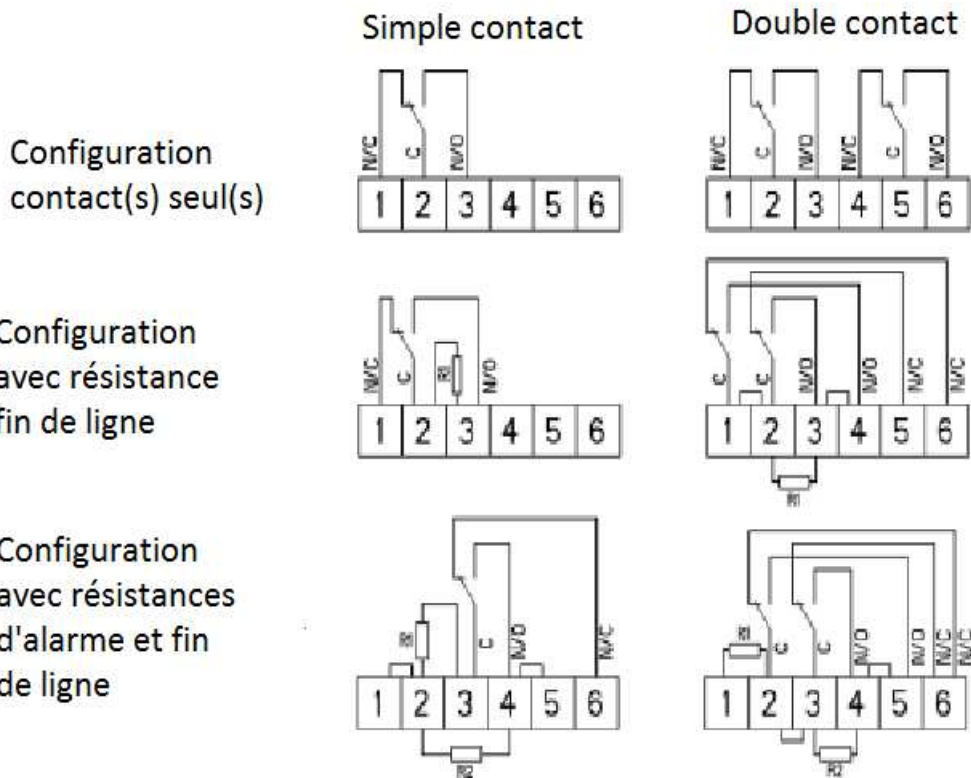 Simple contact
Double contact
Configuration
contact(s) seul(s)
N/C C N/O
1 2 3 4 5 6
N/C C N/O N/C C N/O
1 2 3 4 5 6
Configuration
avec résistance
fin de ligne
N/C C N/O
1 2 3 4 5 6
C C N/O N/O N/C N/C
1 2 3 4 5 6
Configuration
avec résistances
d'alarme et fin
de ligne
C N/O N/C
1 2 3 4 5 6
R2
C C N/O N/O N/C N/C
1 2 3 4 5 6
R2